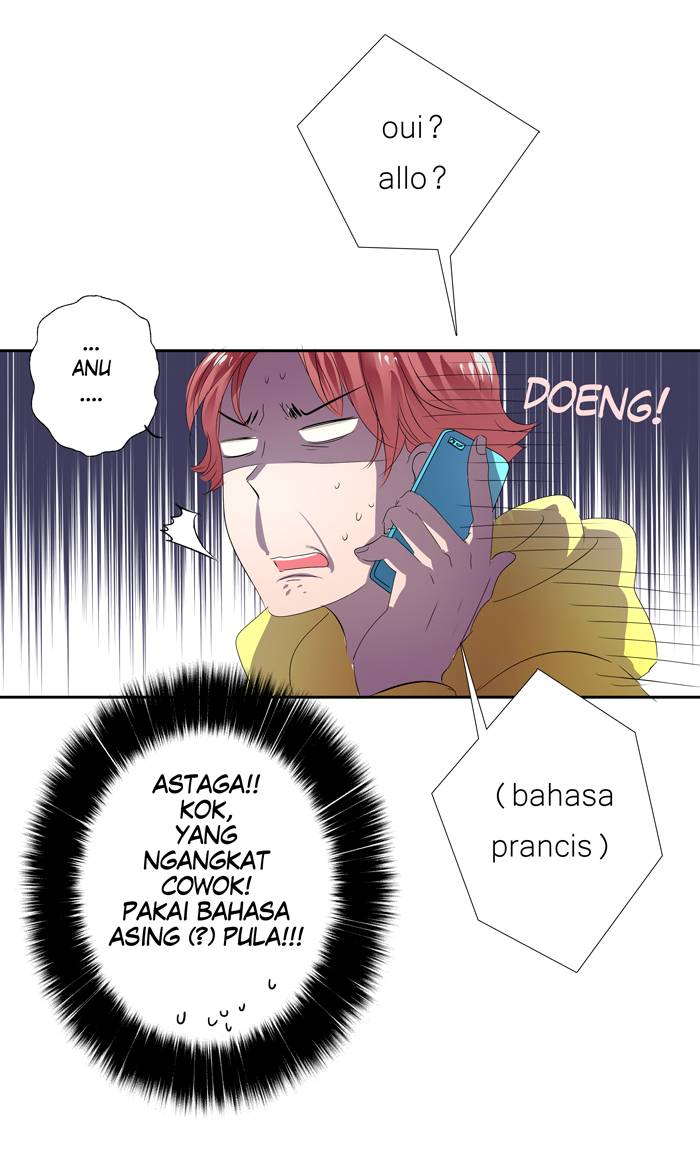 oui?
allo?
...
ANU
....
DOENG!
ASTAGA!!
KOK,
YANG
NGANGKAT
COWOK!
PAKAI BAHASA
ASING (?) PULA!!!
(bahasa
prancis)